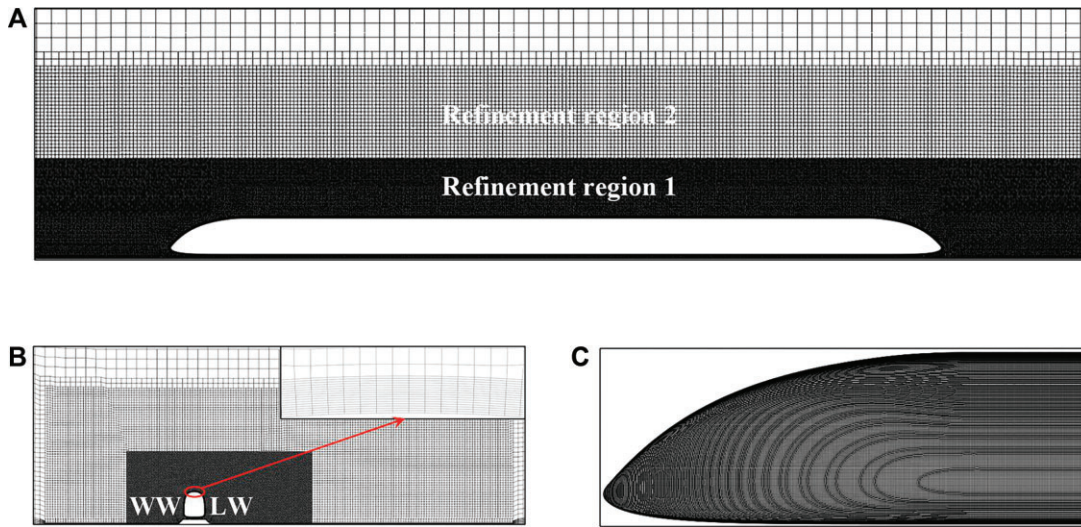 A
Refinement region 2
Refinement region 1
B
WW LW
C